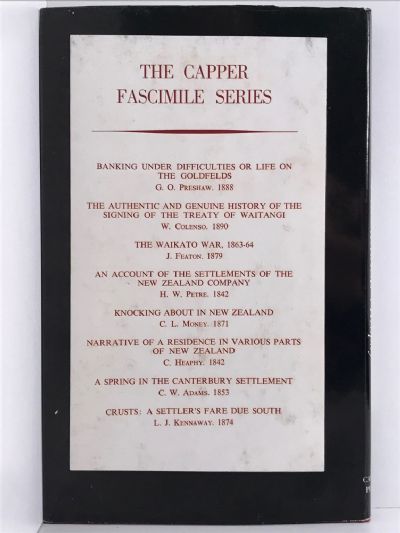 THE CAPPER
FASCIMILE SERIES
BANKING UNDER DIFFICULTIES OR LIFE ON
THE GOLDFELDS
G. O. PRESHAW. 1888
THE AUTHENTIC AND GENUINE HISTORY OF THE
SIGNING OF THE TREATY OF WAITANGI
W. COLENSO. 1890
THE WAIKATO WAR, 1863-64
J. FEATON. 1879
AN ACCOUNT OF THE SETTLEMENTS OF THE
NEW ZEALAND COMPANY
H. W. PETRE. 1842
KNOCKING ABOUT IN NEW ZEALAND
C. L. MONEY. 1871
NARRATIVE OF A RESIDENCE IN VARIOUS PARTS
OF NEW ZEALAND
C. HEAPHY. 1842
A SPRING IN THE CANTERBURY SETTLEMENT
C. W. ADAMS. 1853
CRUSTS: A SETTLER'S FARE DUE SOUTH
L. J. KENNAWAY. 1874